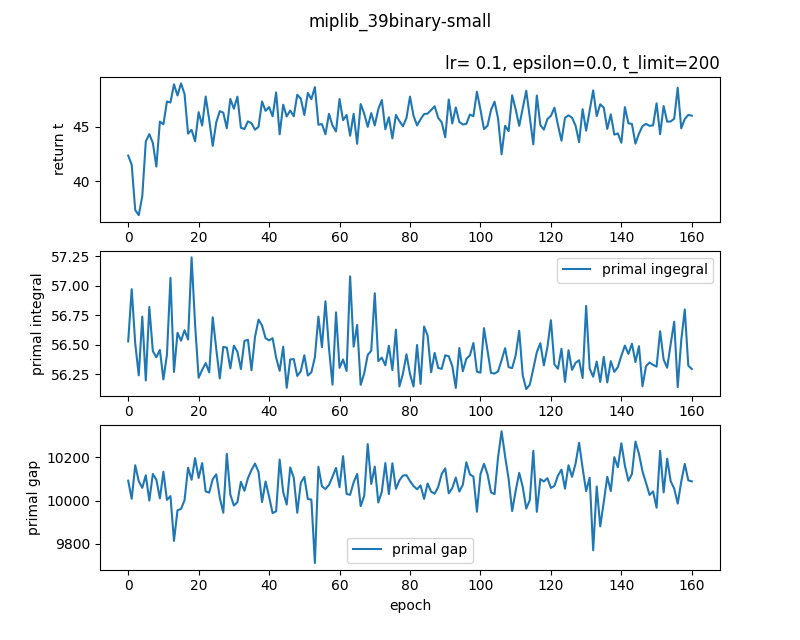 miplib_39binary-small
lr= 0.1, epsilon=0.0, t_limit=200
return t
45
40
0 20 40 60 80 100 120 140 160
primal integral
57.25
57.00
56.75
56.50
56.25
primal ingegral
0 20 40 60 80 100 120 140 160
primal gap
10200
10000
9800
primal gap
0 20 40 60 80 100 120 140 160
epoch